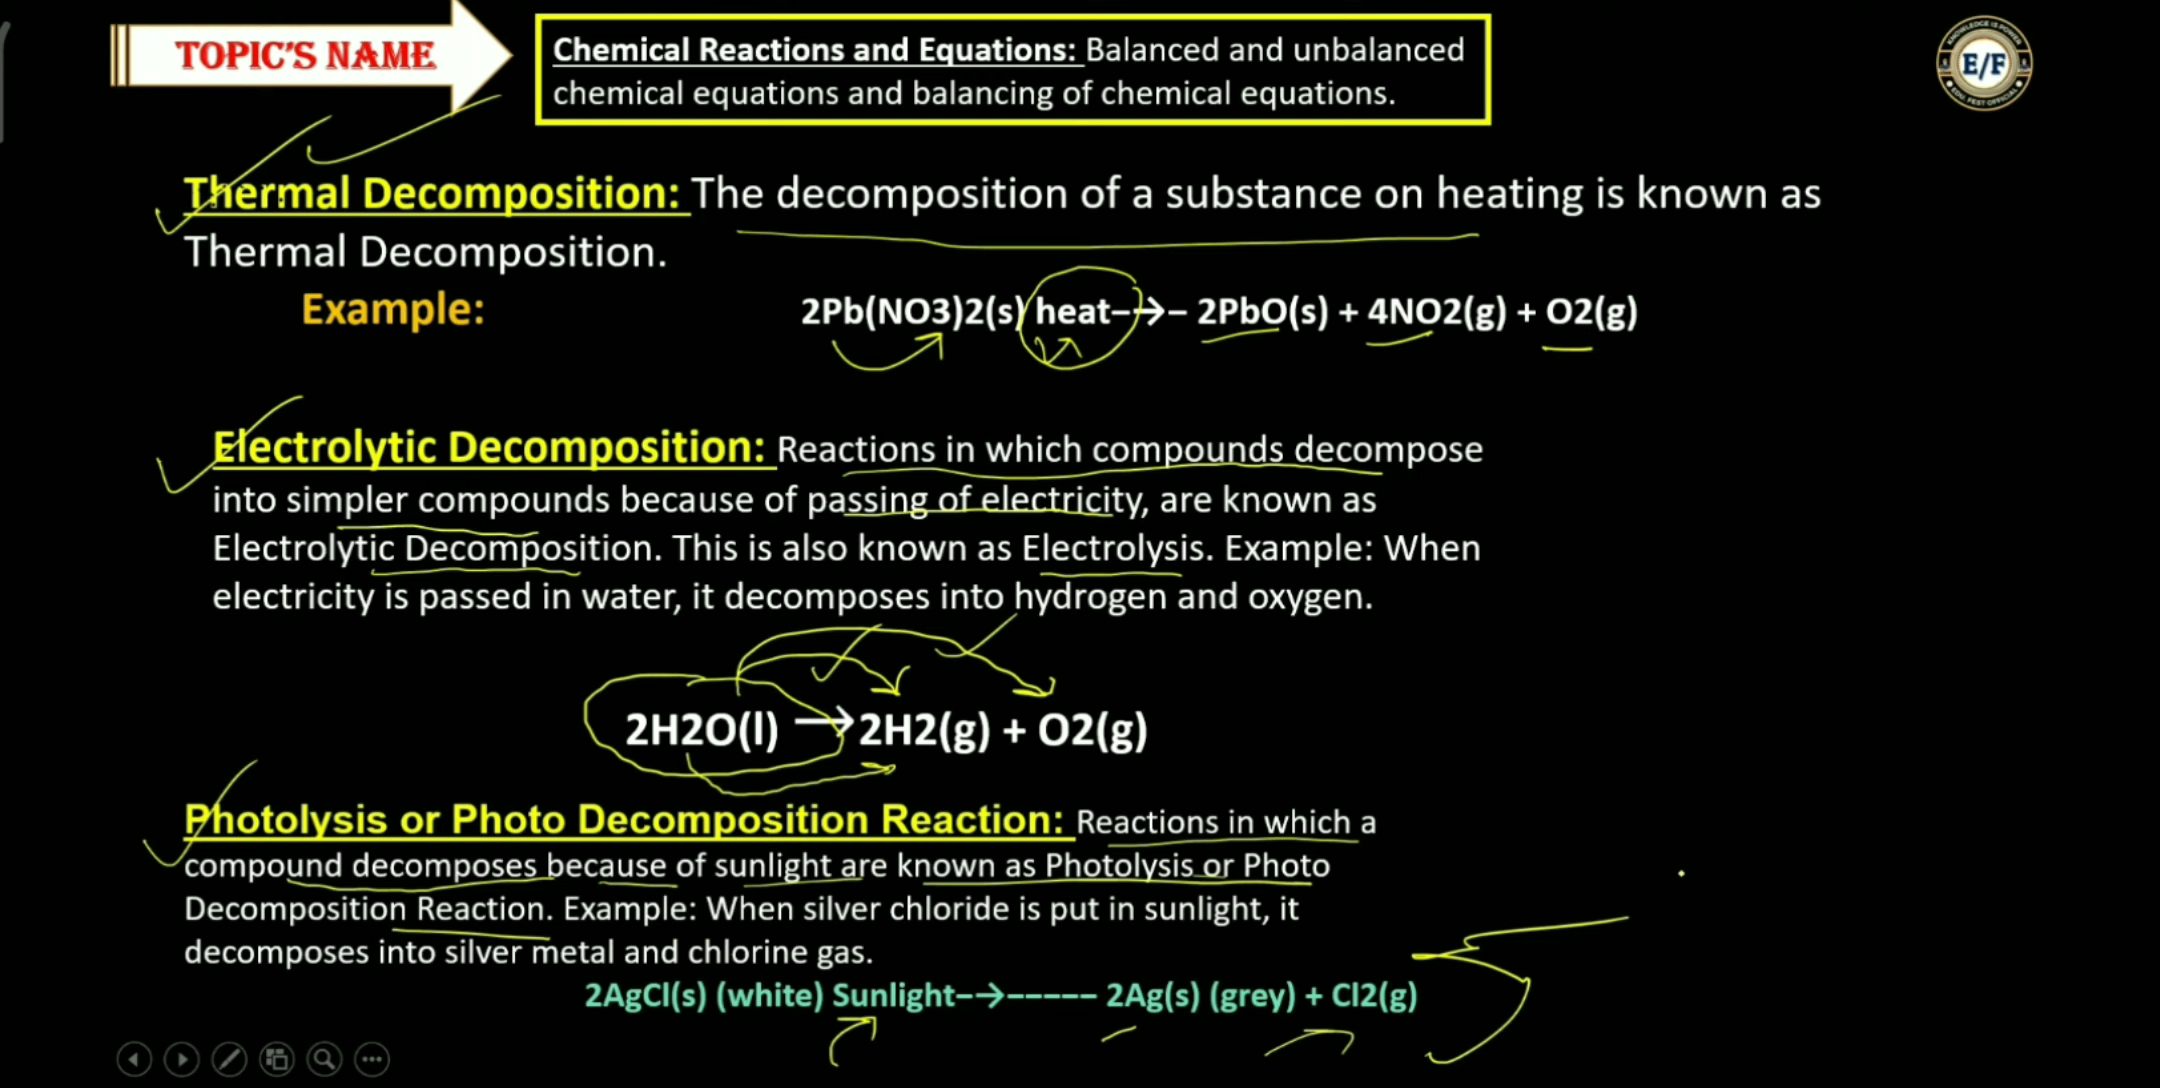 TOPIC'S NAME
Chemical Reactions and Equations: Balanced and unbalanced
chemical equations and balancing of chemical equations.
KNOWLEDGE IS POWER
E/F
EDU FEST OFFICIAL
Thermal Decomposition: The decomposition of a substance on heating is known as
Thermal Decomposition.
Example:
2Pb(NO3)2(s) heat–→– 2PbO(s) + 4NO2(g) + O2(g)
Electrolytic Decomposition: Reactions in which compounds decompose
into simpler compounds because of passing of electricity, are known as
Electrolytic Decomposition. This is also known as Electrolysis. Example: When
electricity is passed in water, it decomposes into hydrogen and oxygen.
2H2O(l) →2H2(g) + O2(g)
Photolysis or Photo Decomposition Reaction: Reactions in which a
compound decomposes because of sunlight are known as Photolysis or Photo
Decomposition Reaction. Example: When silver chloride is put in sunlight, it
decomposes into silver metal and chlorine gas.
2AgCl(s) (white) Sunlight–→––––– 2Ag(s) (grey) + Cl2(g)